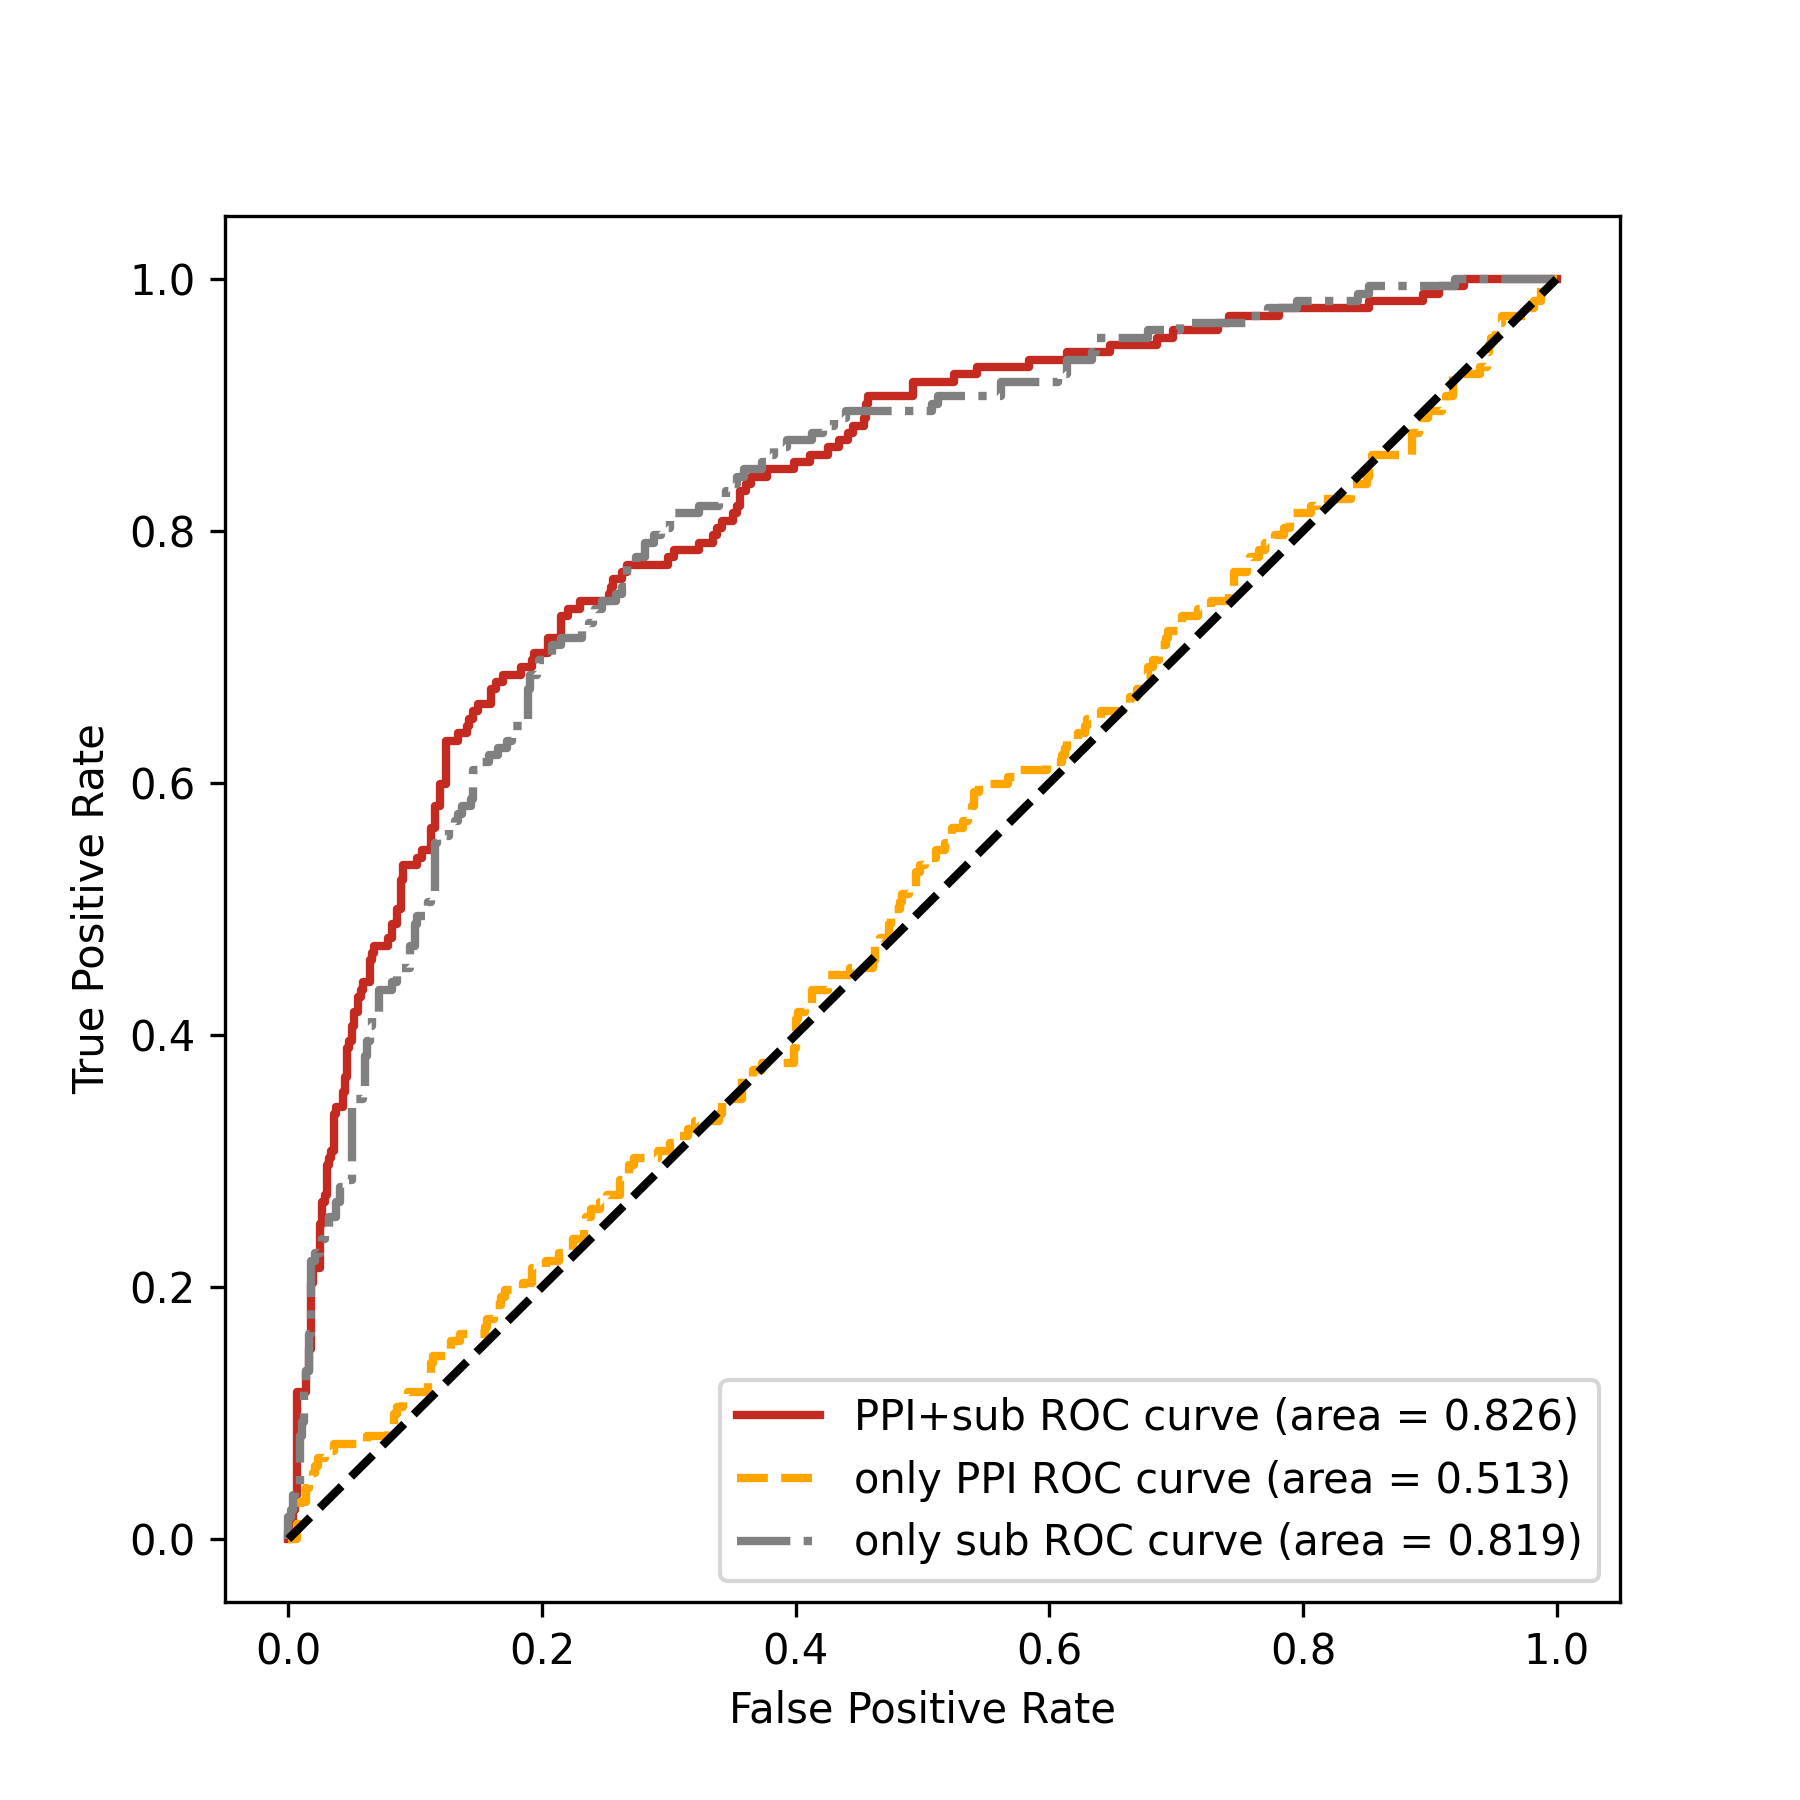 1.0
0.8
0.6
0.4
0.2
0.0
True Positive Rate
PPI+sub ROC curve (area = 0.826)
only PPI ROC curve (area = 0.513)
only sub ROC curve (area = 0.819)
0.0 0.2 0.4 0.6 0.8 1.0
False Positive Rate